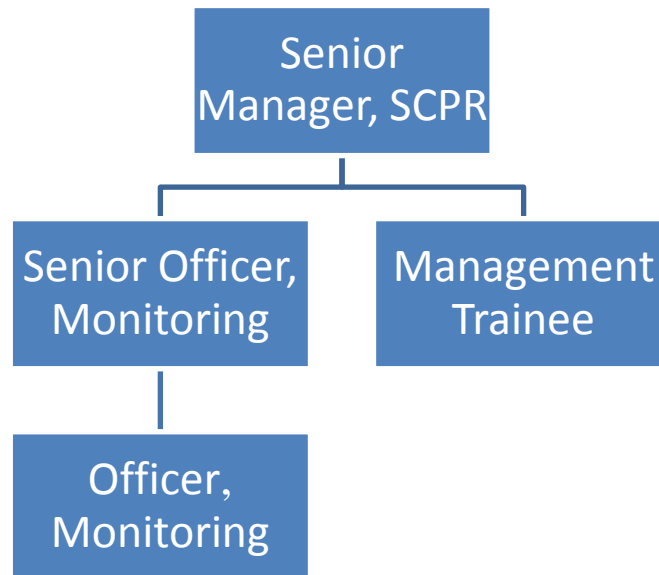 Senior
Manager, SCPR
Senior Officer,
Monitoring
Management
Trainee
Officer,
Monitoring